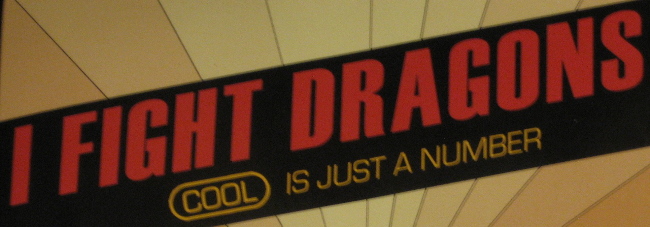 I FIGHT DRAGONS
COOL IS JUST A NUMBER